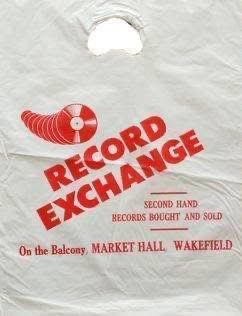 RECORD
EXCHANGE
SECOND HAND
RECORDS BOUGHT AND SOLD
On the Balcony, MARKET HALL, WAKEFIELD